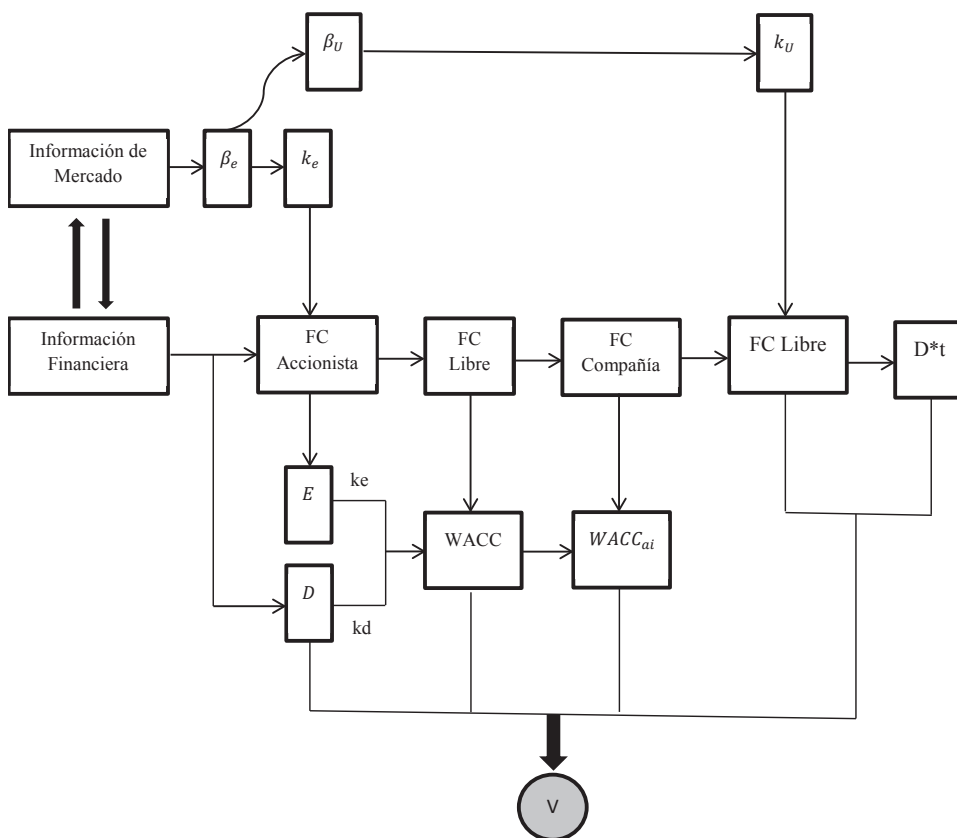 β_U
k_U
Información de
Mercado
β_e
k_e
Información
Financiera
FC
Accionista
FC
Libre
FC
Compañía
FC Libre
D*t
E
ke
WACC
WACC_ai
D
kd
V